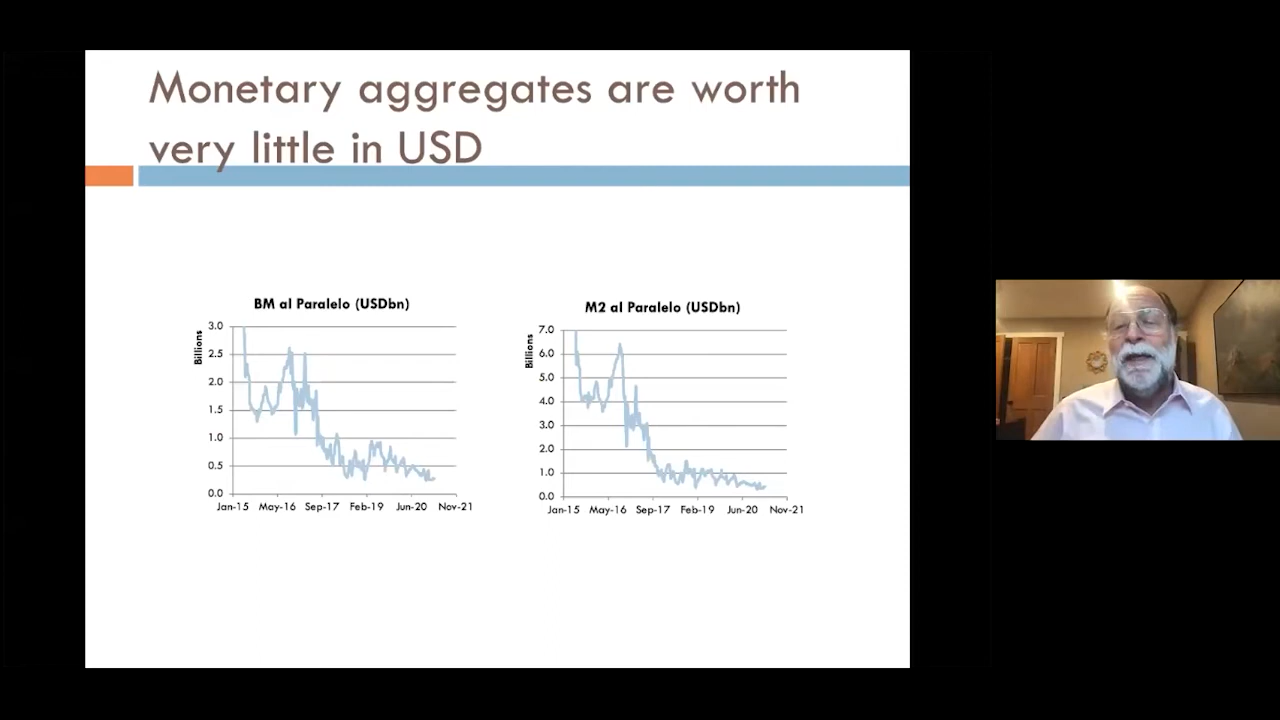 Monetary aggregates are worth
very little in USD
BM al Paralelo (USDbn)
Billions
3.0
2.5
2.0
1.5
1.0
0.5
0.0
Jan-15 May-16 Sep-17 Feb-19 Jun-20 Nov-21
M2 al Paralelo (USDbn)
Billions
7.0
6.0
5.0
4.0
3.0
2.0
1.0
0.0
Jan-15 May-16 Sep-17 Feb-19 Jun-20 Nov-21